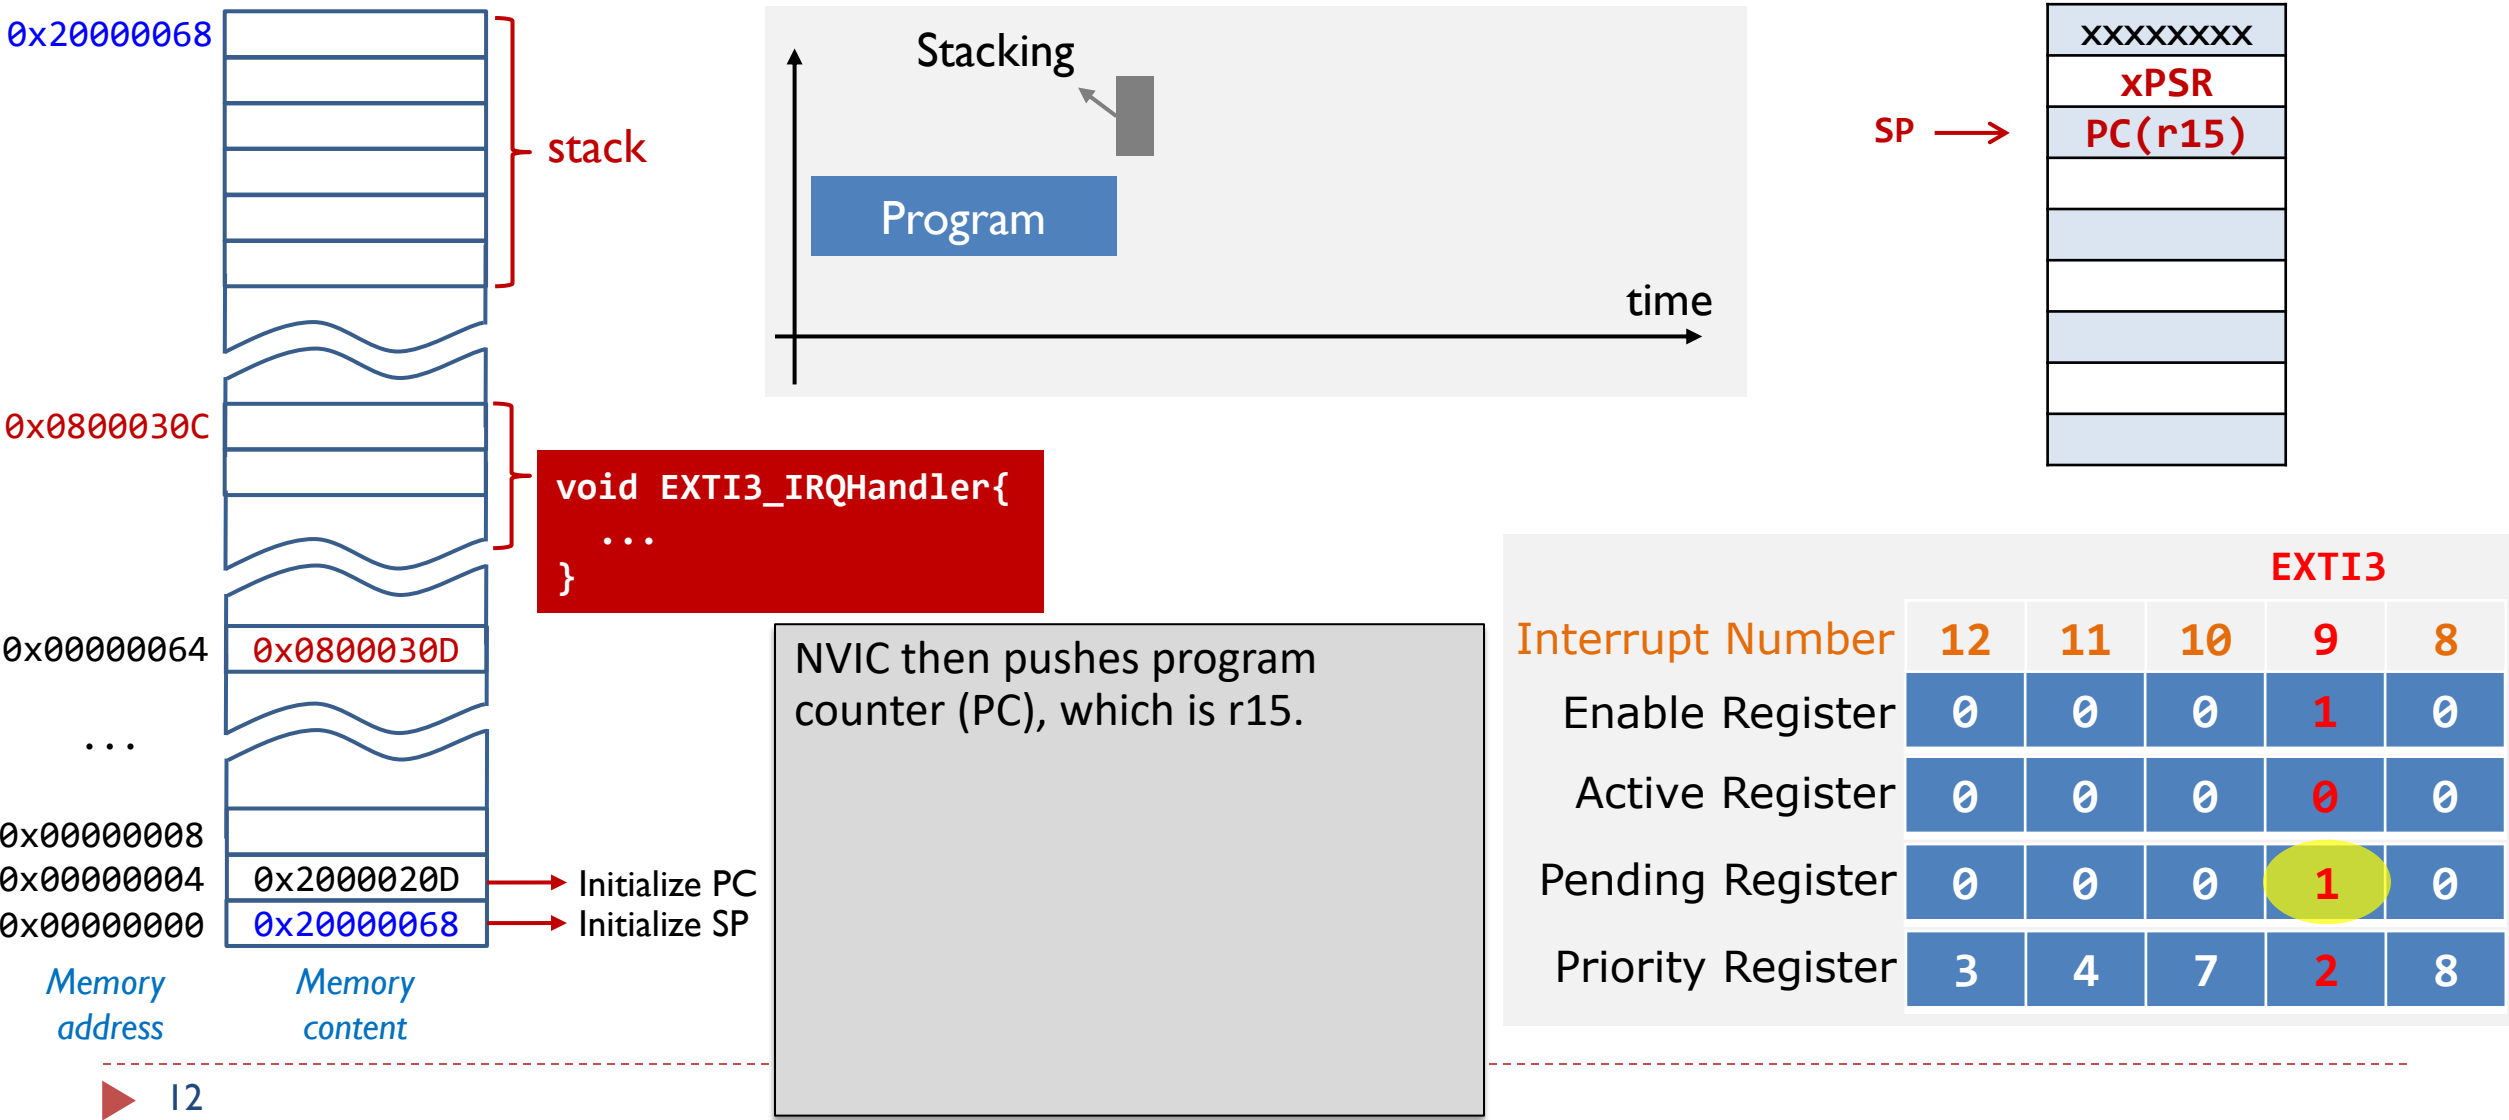 0x20000068
stack
0x0800030C
void EXTI3_IRQHandler{
...
}
0x00000064 0x0800030D
...
0x00000008
0x00000004 0x2000020D Initialize PC
0x00000000 0x20000068 Initialize SP
Memory address
Memory content
Stacking
Program
time
xxxxxxxx
xPSR
SP PC(r15)
NVIC then pushes program
counter (PC), which is r15.
EXTI3
Interrupt Number 12 11 10 9 8
Enable Register 0 0 0 1 0
Active Register 0 0 0 0 0
Pending Register 0 0 0 1 0
Priority Register 3 4 7 2 8
12